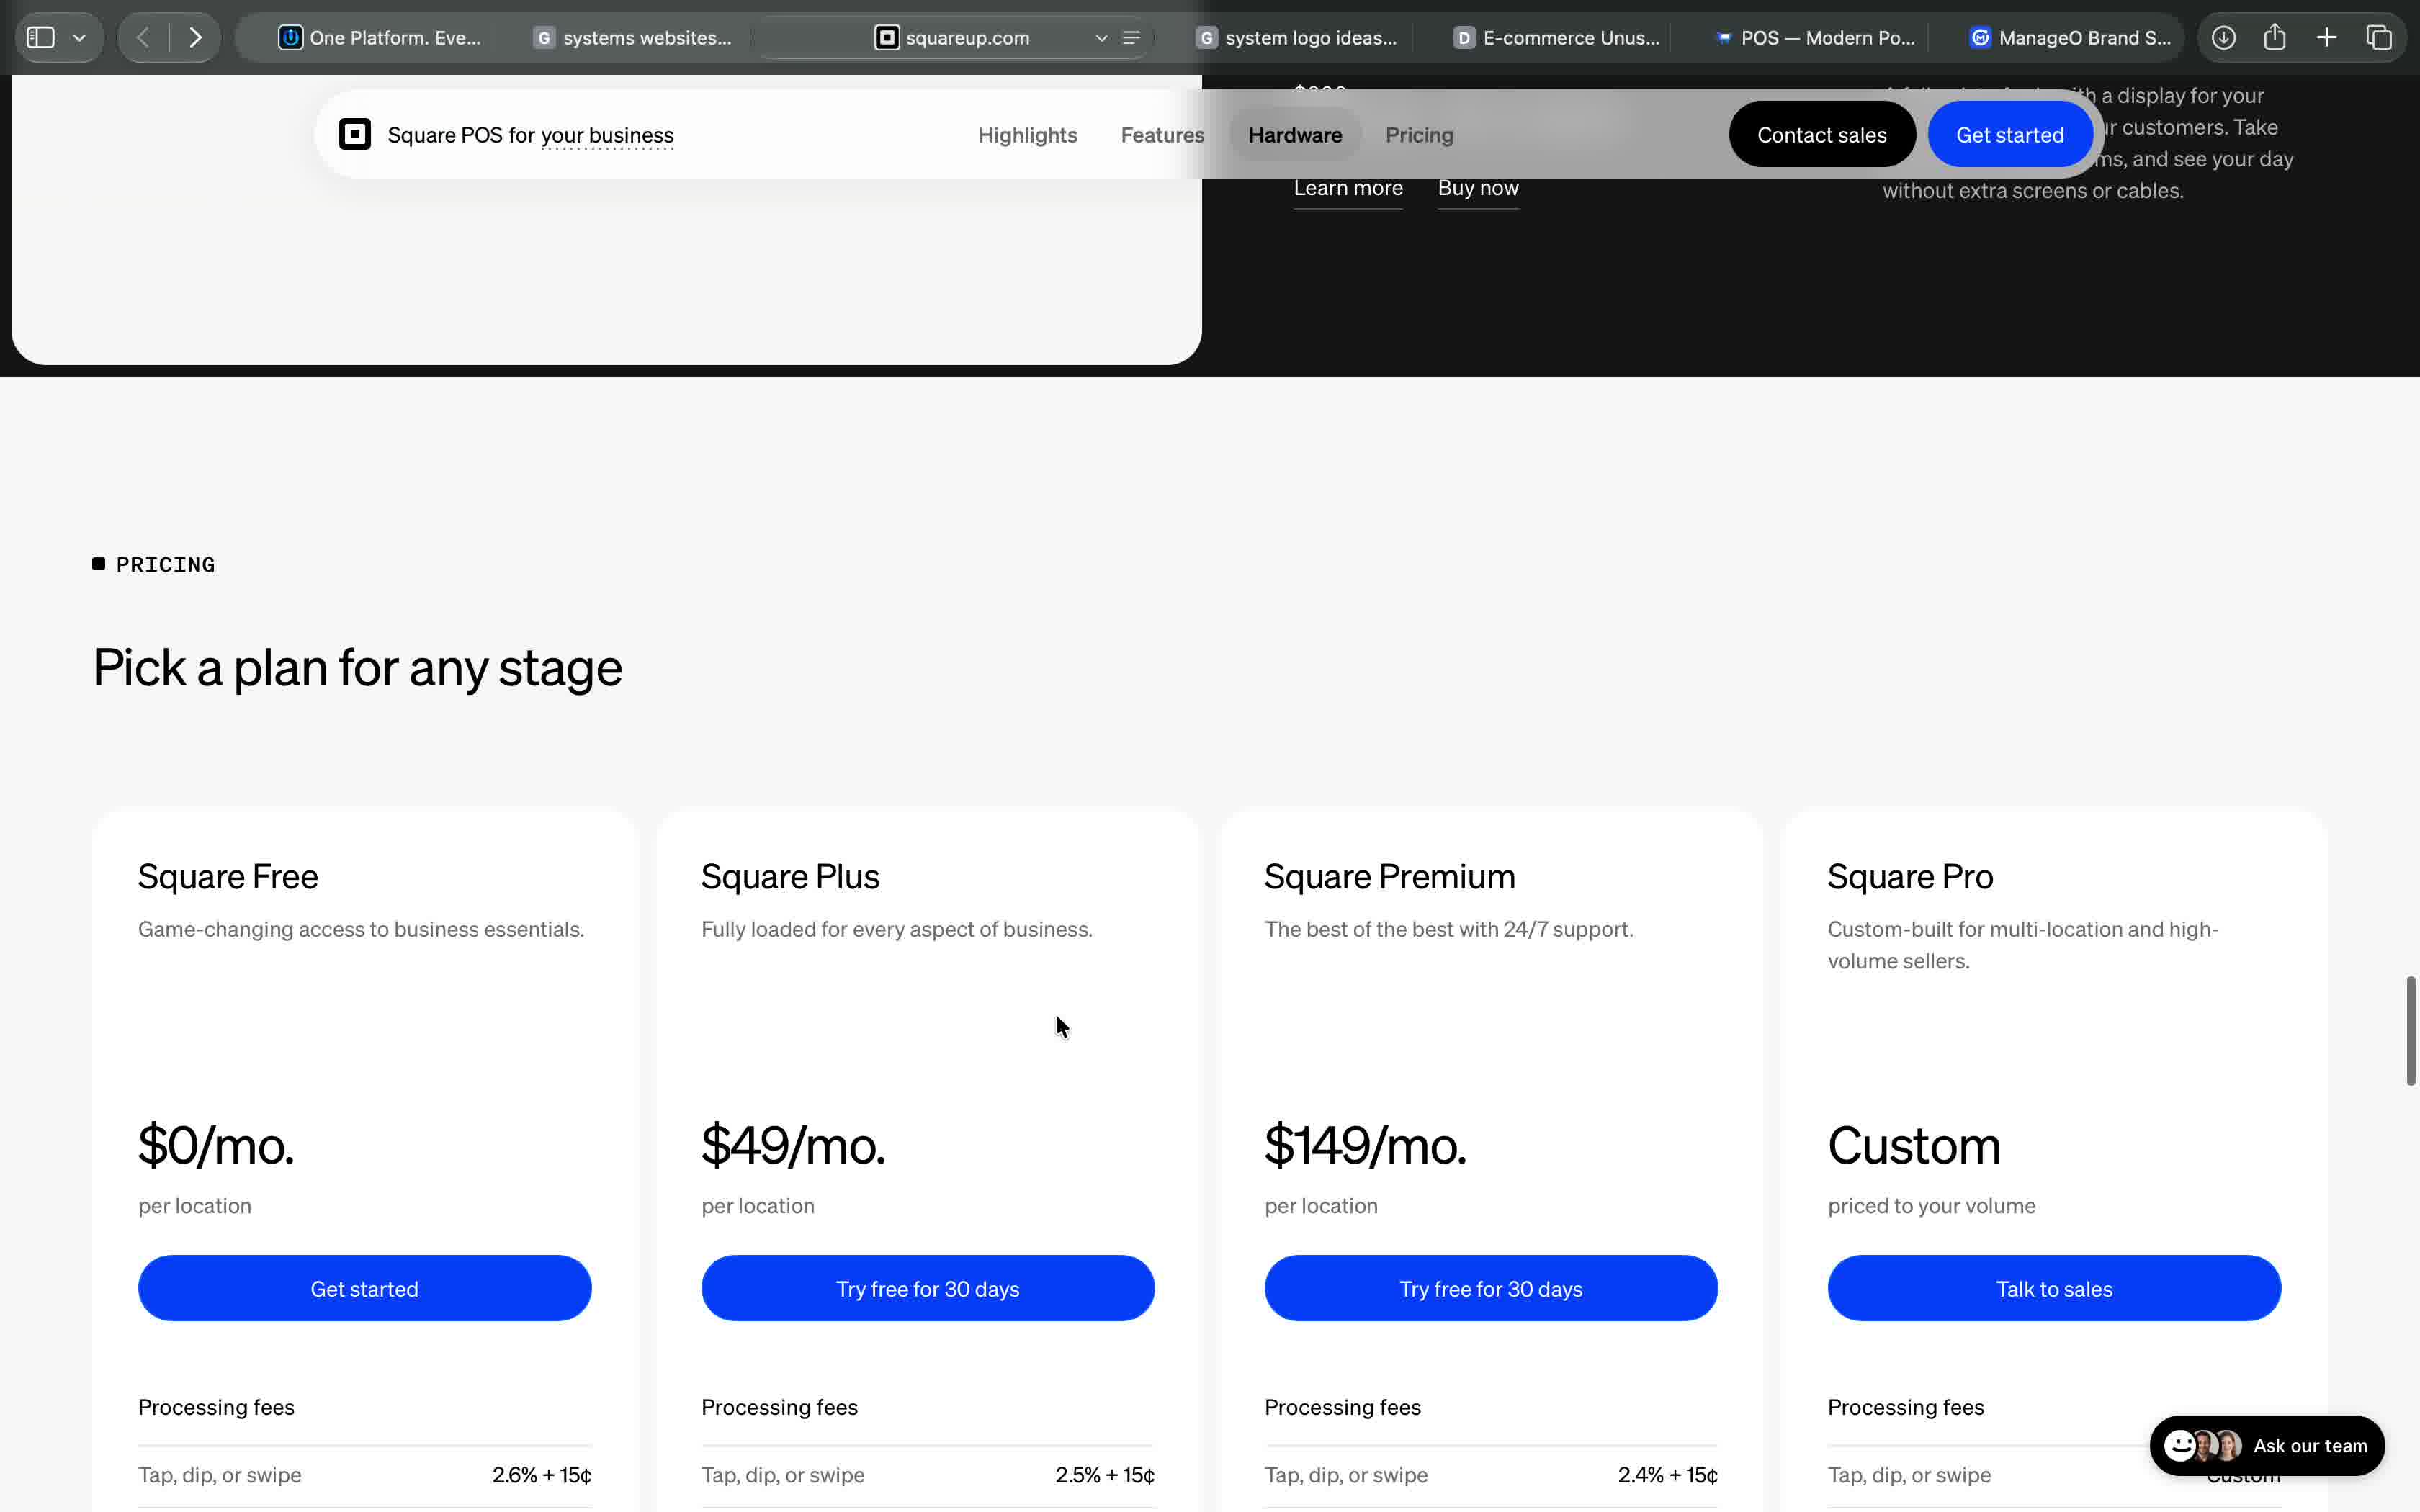 One Platform. Eve...
systems websites...
squareup.com
system logo ideas...
E-commerce Unus...
POS — Modern Po...
ManageO Brand S...
Square POS for your business
Highlights
Features
Hardware
Pricing
Contact sales
Get started
with a display for your
customers. Take
and see your day
without extra screens or cables.
Learn more
Buy now
PRICING
Pick a plan for any stage
Square Free
Game-changing access to business essentials.
$0/mo.
per location
Get started
Processing fees
Tap, dip, or swipe 2.6% + 15¢
Square Plus
Fully loaded for every aspect of business.
$49/mo.
per location
Try free for 30 days
Processing fees
Tap, dip, or swipe 2.5% + 15¢
Square Premium
The best of the best with 24/7 support.
$149/mo.
per location
Try free for 30 days
Processing fees
Tap, dip, or swipe 2.4% + 15¢
Square Pro
Custom-built for multi-location and high-
volume sellers.
Custom
priced to your volume
Talk to sales
Processing fees
Tap, dip, or swipe Custom
Ask our team